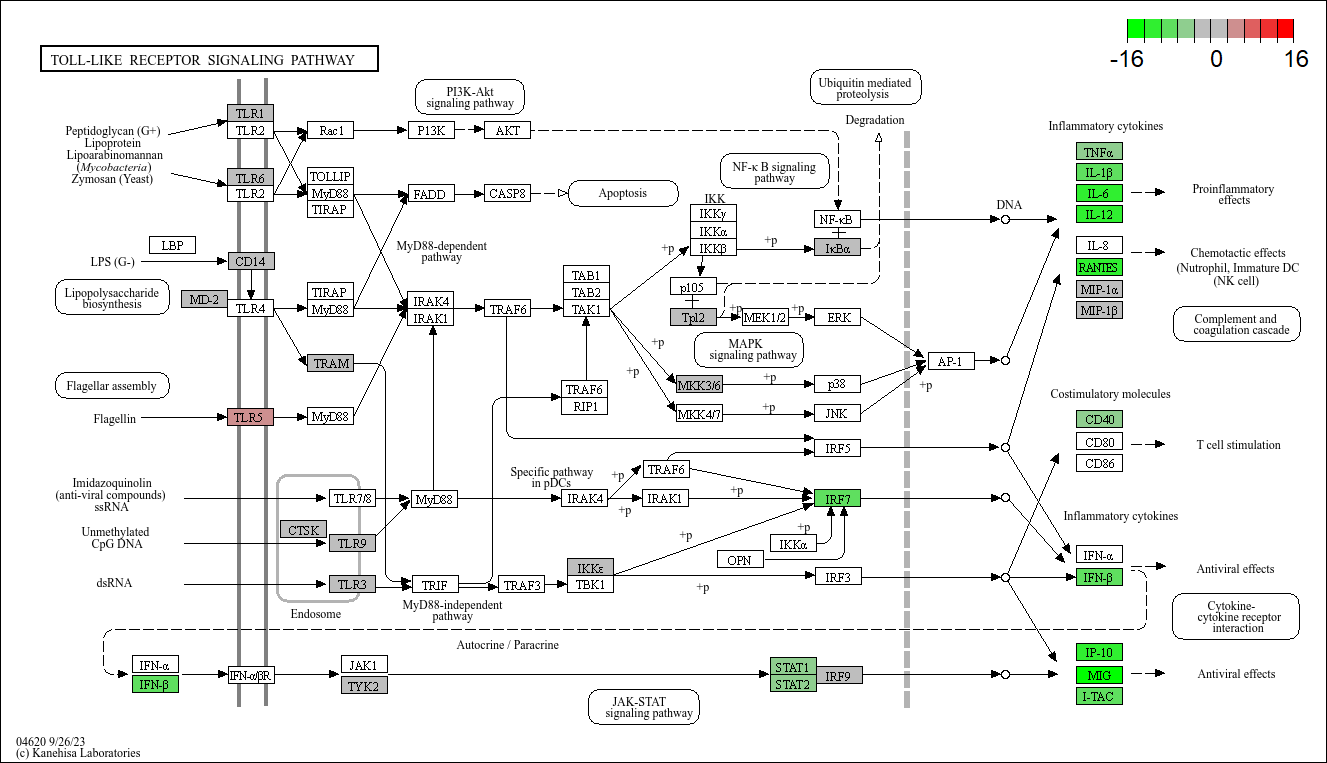 -16 0 16
TOLL-LIKE RECEPTOR SIGNALING PATHWAY
PI3K-Akt
signaling pathway
Ubiquitin mediated
proteolysis
TLR1
TLR2
Peptidoglycan (G+)
Lipoprotein
Lipoarabinomannan
(Mycobacteria)
Zymosan (Yeast)
Rac1
P13K
AKT
Degradation
Inflammatory cytokines
TNFα
IL-1β
IL-6
IL-12
Proinflammatory
effects
TLR6
TLR2
TOLLIP
MyD88
TIRAP
FADD
CASP8
Apoptosis
NF-κ B signaling
pathway
IKK
IKKγ
IKKα
IKKβ
+p
+p
NF-κB
IκBα
DNA
LBP
LPS (G-)
CD14
MyD88-dependent
pathway
IL-8
RANTES
MIP-1α
MIP-1β
Chemotactic effects
(Nutrophil, Immature DC
(NK cell)
Lipopolysaccharide
biosynthesis
MD-2
TLR4
TIRAP
MyD88
IRAK4
IRAK1
TRAF6
TAB1
TAB2
TAK1
p105
Tpl2
+p
MEK1/2
+p
ERK
Complement and
coagulation cascade
MAPK
signaling pathway
+p
+p
TRAM
MKK3/6
+p
p38
AP-1
+p
Flagellar assembly
Flagellin
TLR5
MyD88
TRAF6
RIP1
MKK4/7
+p
JNK
Costimulatory molecules
CD40
CD80
CD86
T cell stimulation
IRF5
Imidazoquinolin
(anti-viral compounds)
ssRNA
TLR7/8
MyD88
Specific pathway
in pDCs
IRAK4
+p
+p
TRAF6
IRAK1
+p
IRF7
Unmethylated
CpG DNA
CTSK
TLR9
+p
+p
IKKα
OPN
Inflammatory cytokines
IFN-α
IFN-β
Antiviral effects
dsRNA
TLR3
Endosome
TRIF
MyD88-independent
pathway
TRAF3
IKKε
TBK1
+p
IRF3
Cytokine-
cytokine receptor
interaction
Autocrine / Paracrine
IFN-α
IFN-β
IFN-α/βR
JAK1
TYK2
STAT1
STAT2
IRF9
IP-10
MIG
I-TAC
Antiviral effects
JAK-STAT
signaling pathway
04620 9/26/23
(c) Kanehisa Laboratories